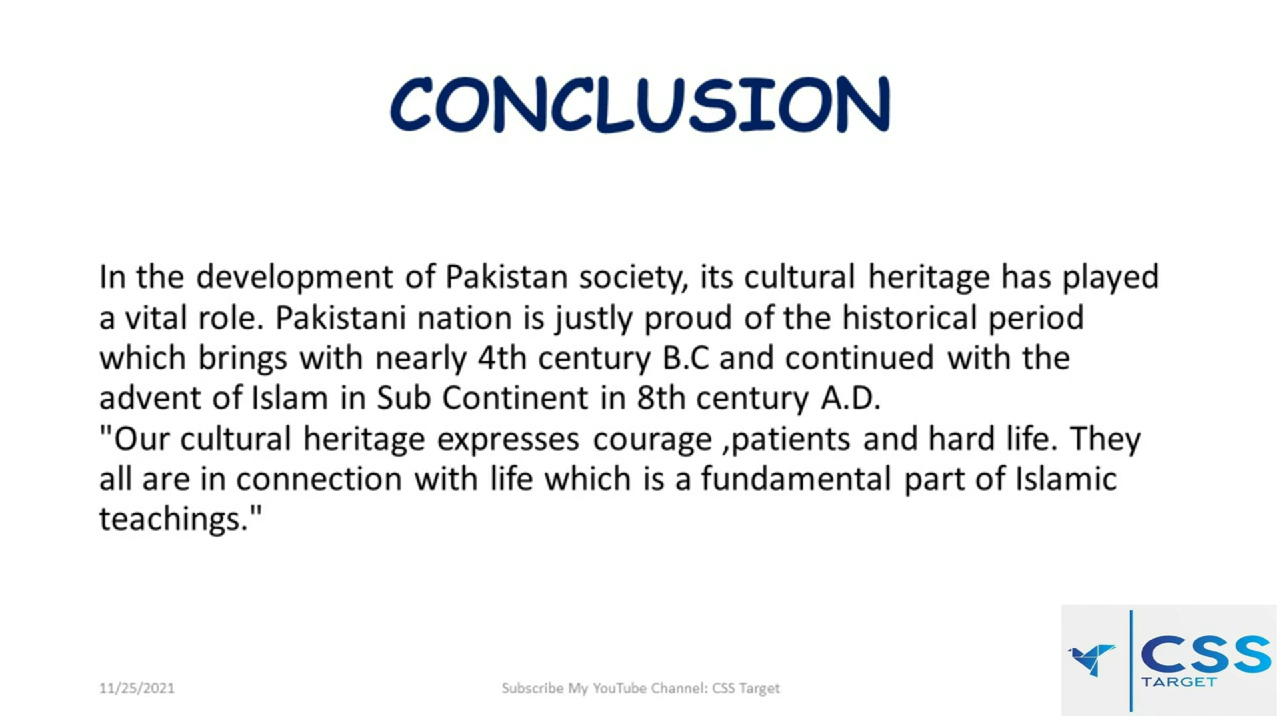 CONCLUSION
In the development of Pakistan society, its cultural heritage has played
a vital role. Pakistani nation is justly proud of the historical period
which brings with nearly 4th century B.C and continued with the
advent of Islam in Sub Continent in 8th century A.D.
"Our cultural heritage expresses courage ,patients and hard life. They
all are in connection with life which is a fundamental part of Islamic
teachings."
CSS
TARGET
11/25/2021
Subscribe My YouTube Channel: CSS Target